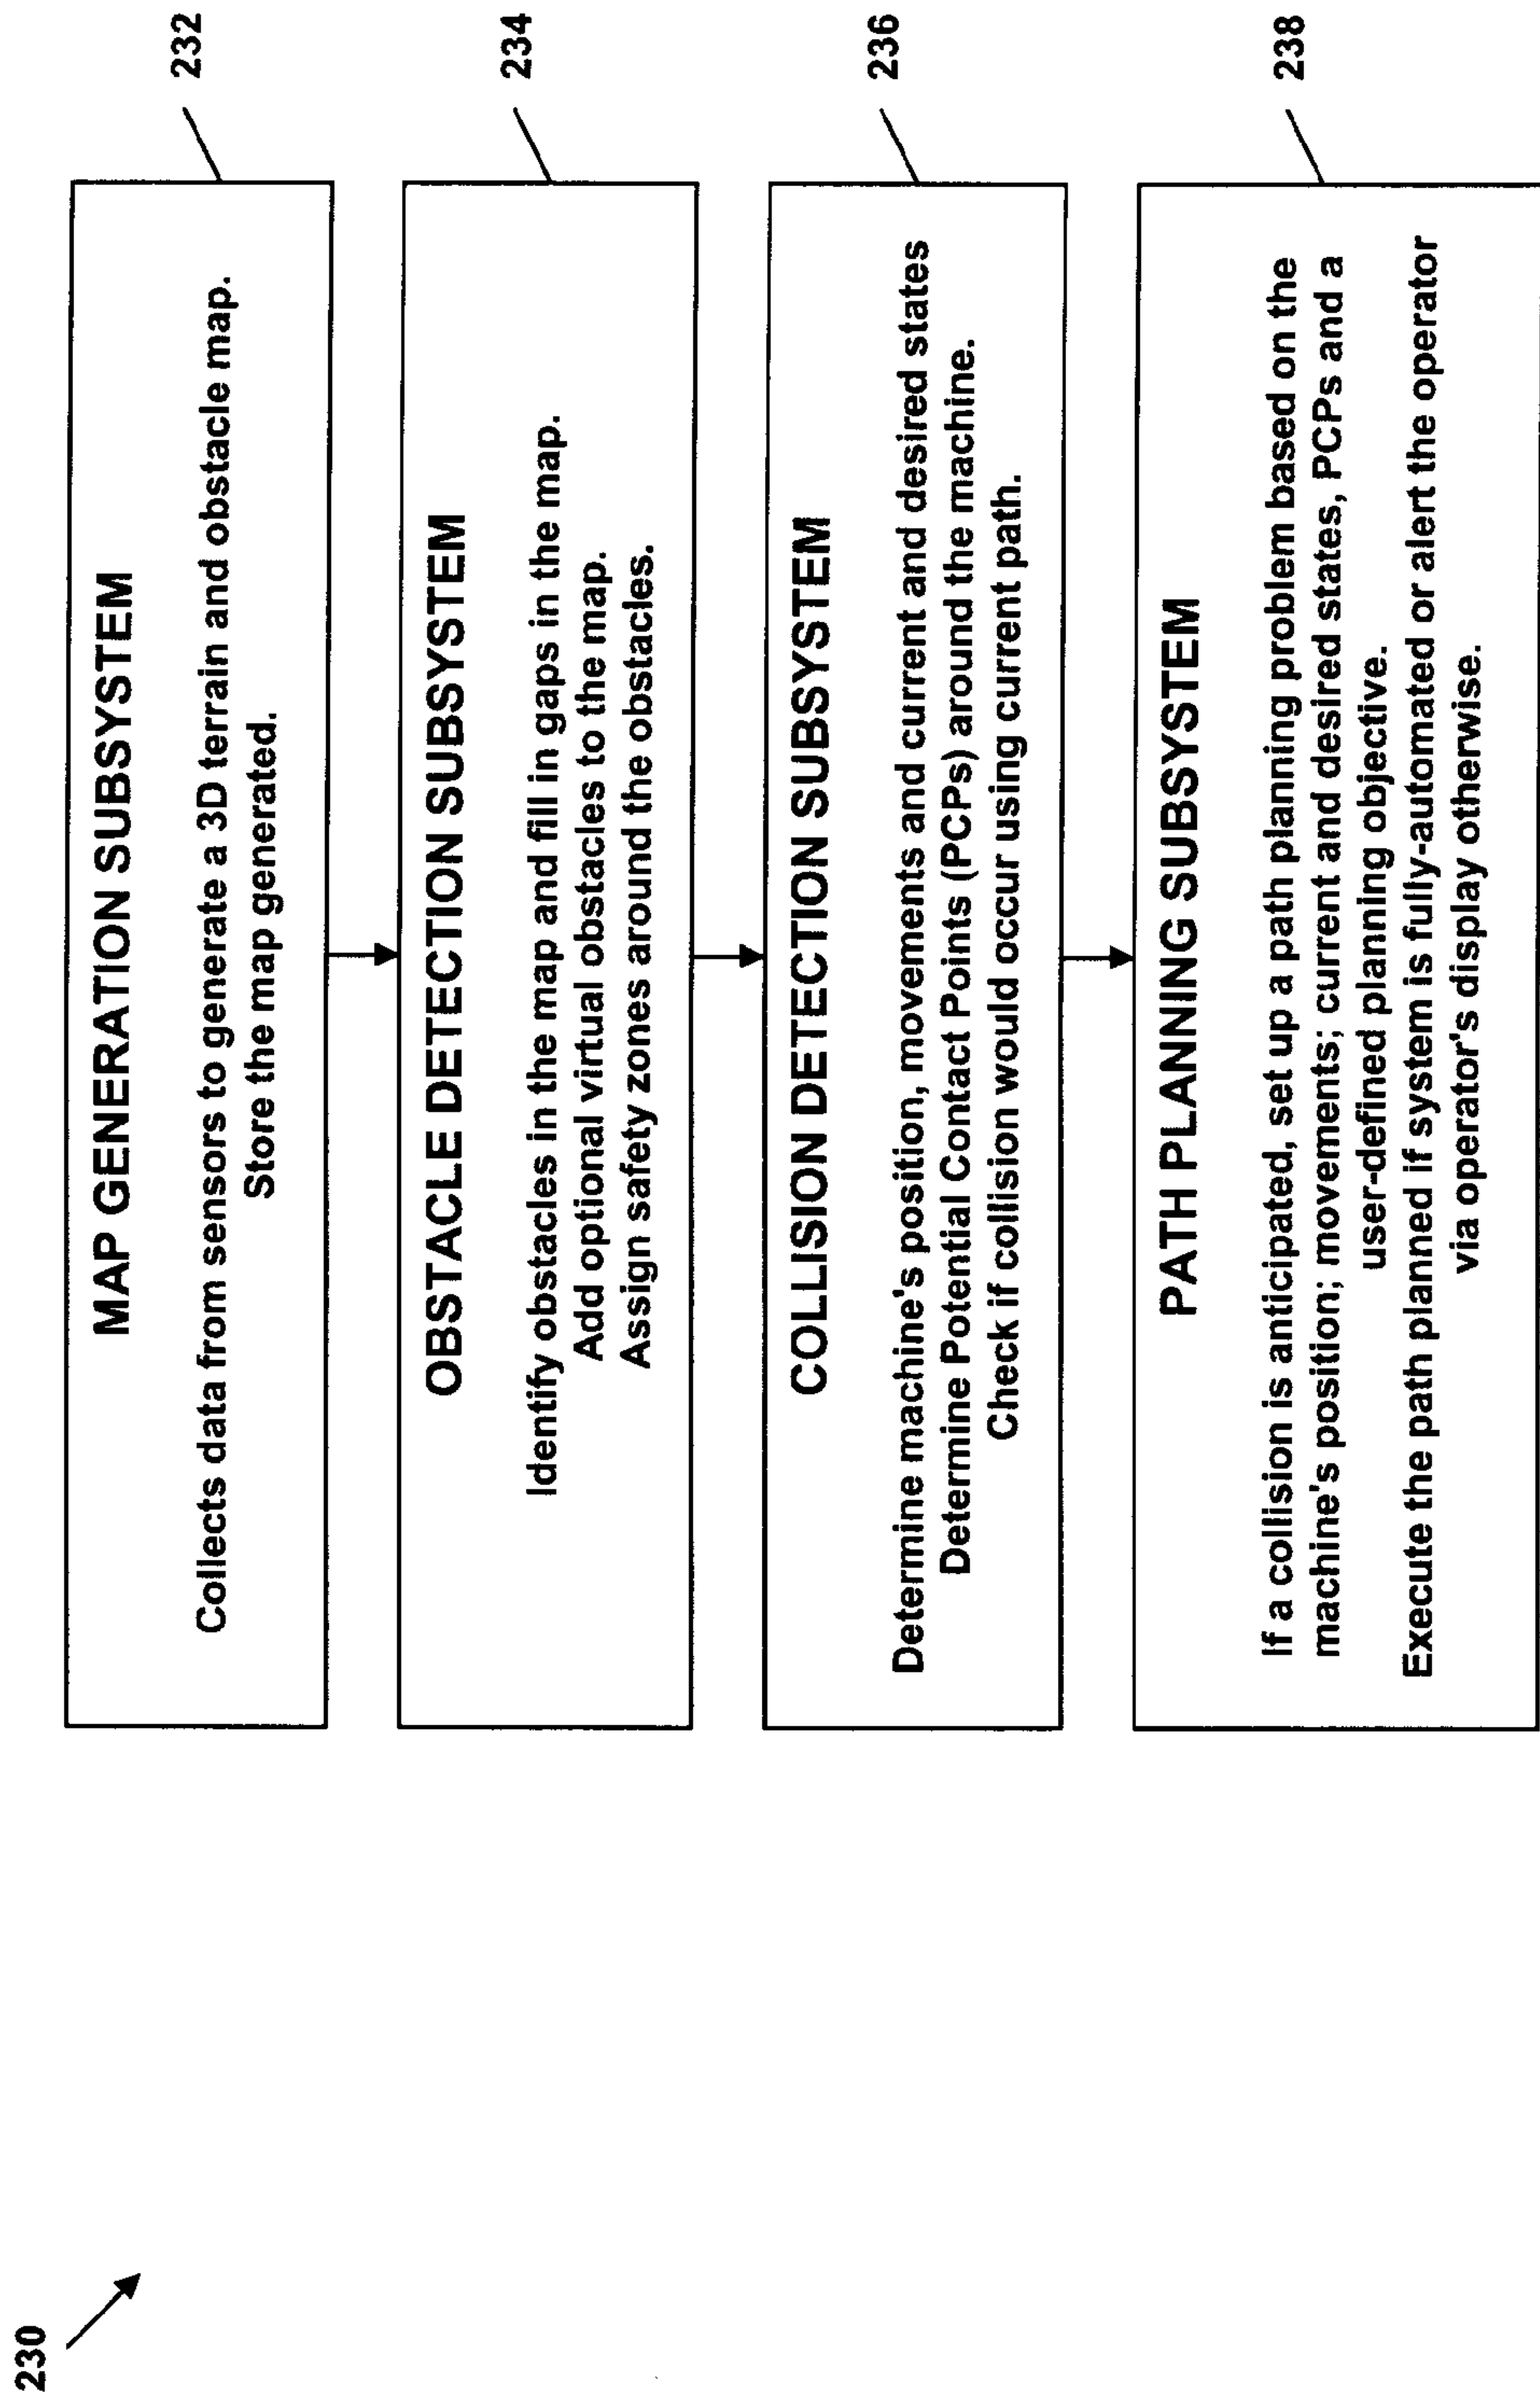 230
MAP GENERATION SUBSYSTEM
232
Collects data from sensors to generate a 3D terrain and obstacle map.
Store the map generated.
OBSTACLE DETECTION SUBSYSTEM
234
Identify obstacles in the map and fill in gaps in the map.
Add optional virtual obstacles to the map.
Assign safety zones around the obstacles.
COLLISION DETECTION SUBSYSTEM
236
Determine machine's position, movements and current and desired states
Determine Potential Contact Points (PCPs) around the machine.
Check if collision would occur using current path.
PATH PLANNING SUBSYSTEM
238
If a collision is anticipated, set up a path planning problem based on the
machine's position; movements; current and desired states, PCPs and a
user-defined planning objective.
Execute the path planned if system is fully-automated or alert the operator
via operator's display otherwise.